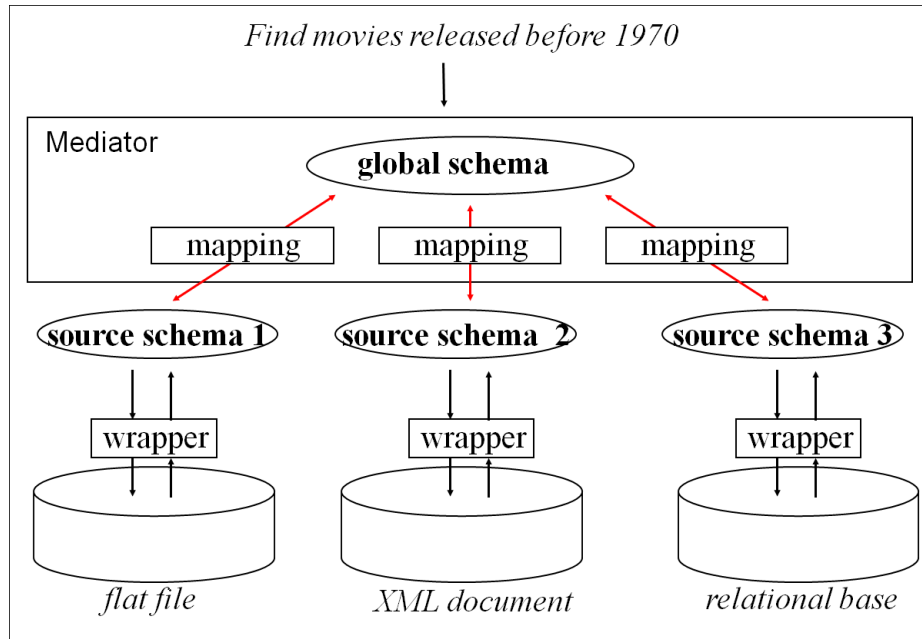 Find movies released before 1970
Mediator
global schema
mapping
mapping
mapping
source schema 1
source schema 2
source schema 3
wrapper
wrapper
wrapper
flat file
XML document
relational base